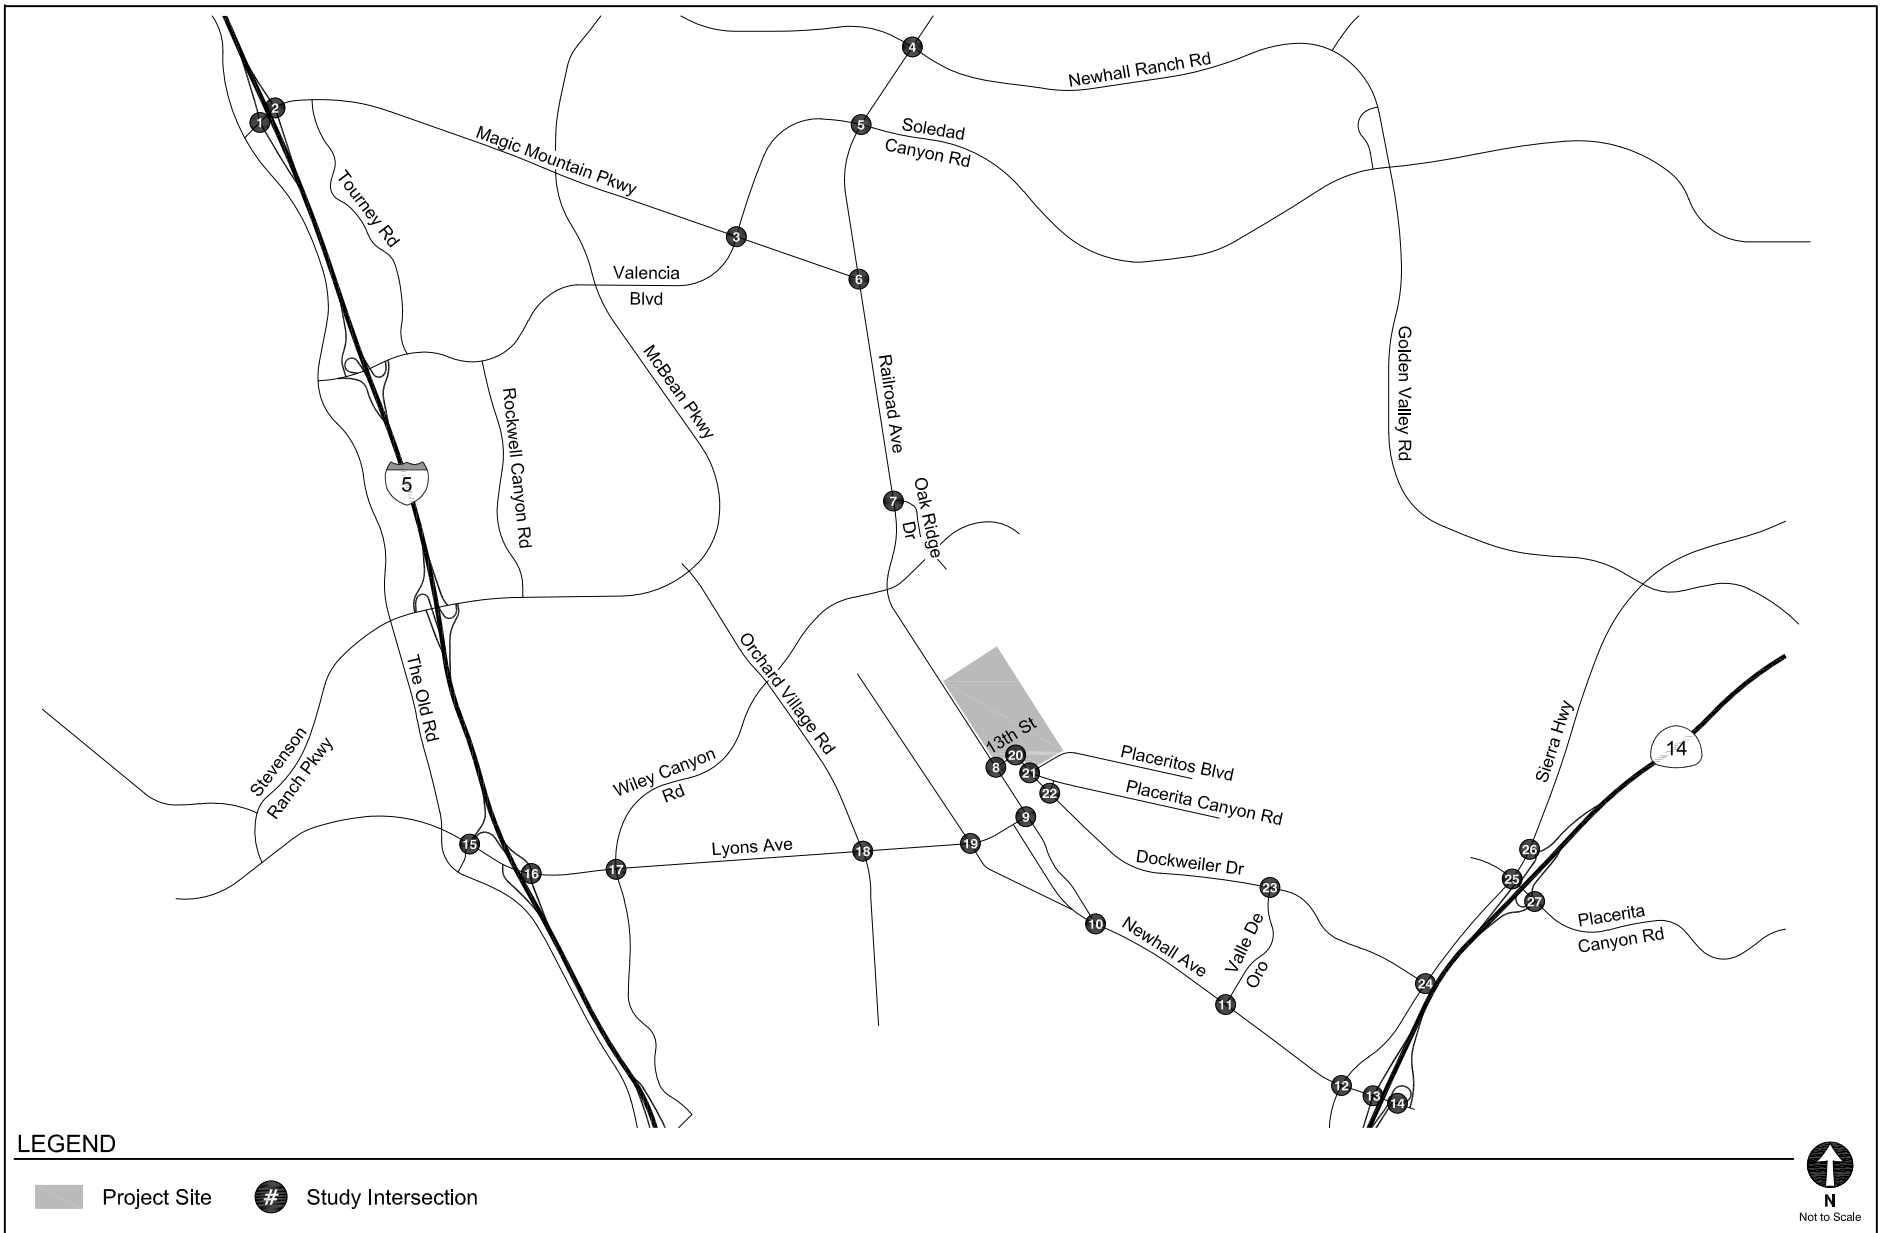 4
Newhall Ranch Rd
2
1
5
Soledad
Canyon Rd
Magic Mountain Pkwy
Tourney Rd
3
Valencia
Blvd
6
Golden Valley Rd
McBean Pkwy
Railroad Ave
Rockwell Canyon Rd
5
7
Oak Ridge
Dr
Orchard Village Rd
The Old Rd
Stevenson
Ranch Pkwy
Wiley Canyon
Rd
13th St
20
8
21
22
Placeritos Blvd
Placerita Canyon Rd
Sierra Hwy
14
9
15
16
17
Lyons Ave
18
19
Dockweiler Dr
23
26
25
27
Placerita
Canyon Rd
10
Newhall Ave
Valle De
Oro
11
24
12
13
14
LEGEND
Project Site
# Study Intersection
N
Not to Scale